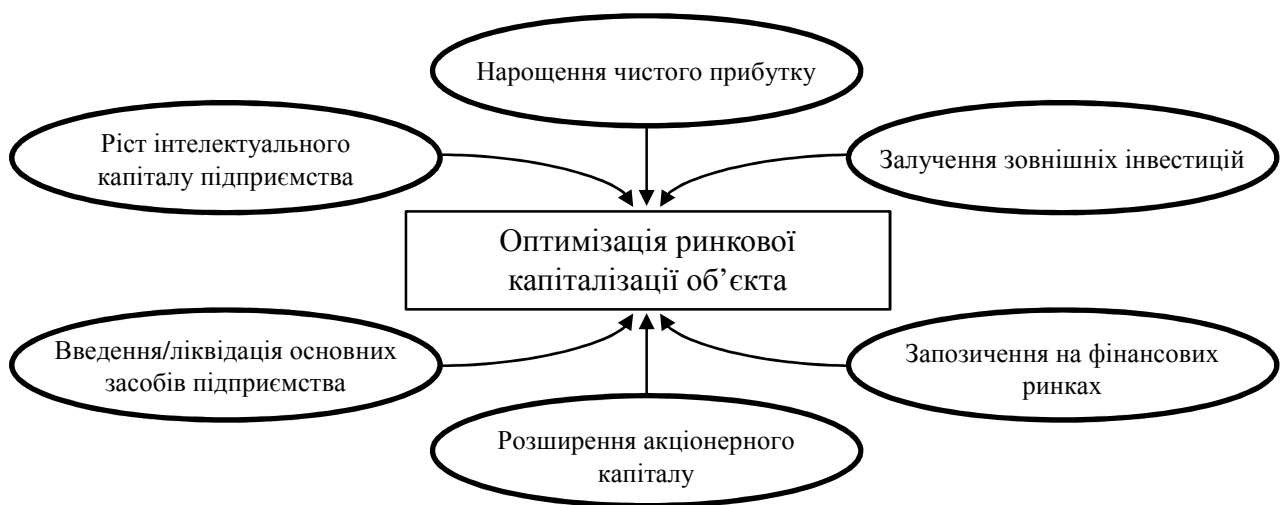 Нарощення чистого прибутку
Ріст інтелектуального
капіталу підприємства
Залучення зовнішніх інвестицій
Оптимізація ринкової
капіталізації об’єкта
Введення/ліквідація основних
засобів підприємства
Запозичення на фінансових
ринках
Розширення акціонерного
капіталу